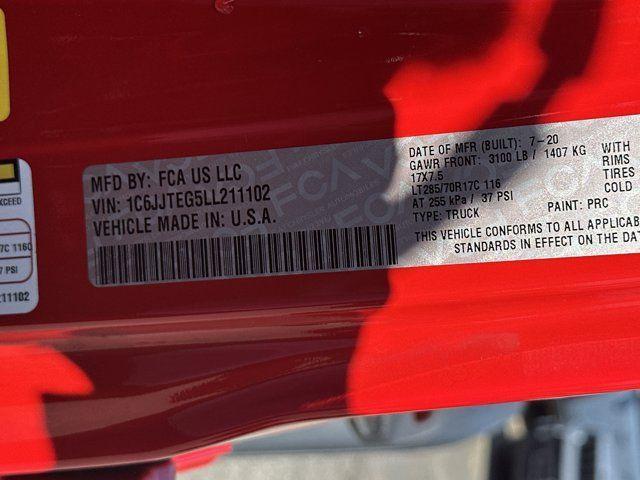 MFD BY: FCA US LLC
VIN: 1C6JJTEG5LL211102
VEHICLE MADE IN U.S.A.
DATE OF MFR (BUILT): 7-20
GAWR FRONT: 3100 LB / 1407 KG WITH
17X7.5 RIMS
LT285/70R17C 116 TIRES
AT 255 kPa / 37 PSI COLD
TYPE: TRUCK PAINT: PRC
THIS VEHICLE CONFORMS TO ALL APPLICAB
STANDARDS IN EFFECT ON THE DAT
EXCEED
7C 116
PSI
211102